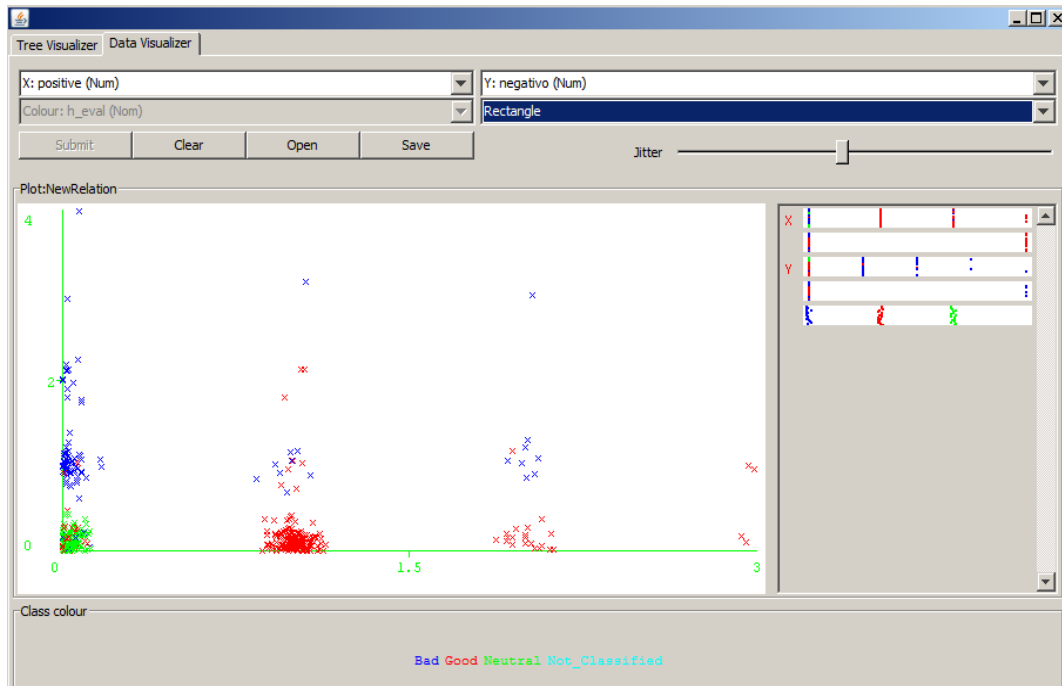 Tree Visualizer Data Visualizer
X: positive (Num) Y: negativo (Num)
Colour: h_eval (Nom) Rectangle
Submit Clear Open Save Jitter
Plot:NewRelation
4
X
Y
2
0
0 1.5 3
Class colour
Bad Good Neutral Not_Classified